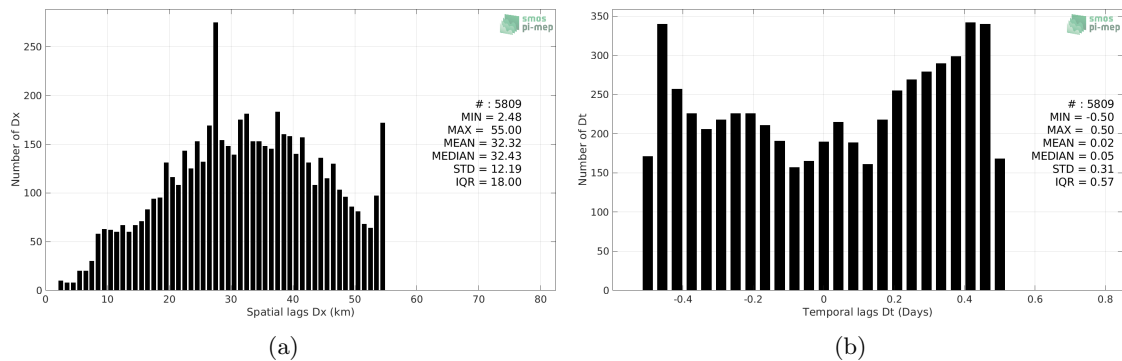 smos
pi-mep
250
200
150
100
50
0
Number of Dx
# : 5809
MIN = 2.48
MAX = 55.00
MEAN = 32.32
MEDIAN = 32.43
STD = 12.19
IQR = 18.00
0 10 20 30 40 50 60 70 80
Spatial lags Dx (km)
(a)
smos
pi-mep
350
300
250
200
150
100
50
0
Number of Dt
# : 5809
MIN = -0.50
MAX = 0.50
MEAN = 0.02
MEDIAN = 0.05
STD = 0.31
IQR = 0.57
-0.4 -0.2 0 0.2 0.4 0.6 0.8
Temporal lags Dt (Days)
(b)